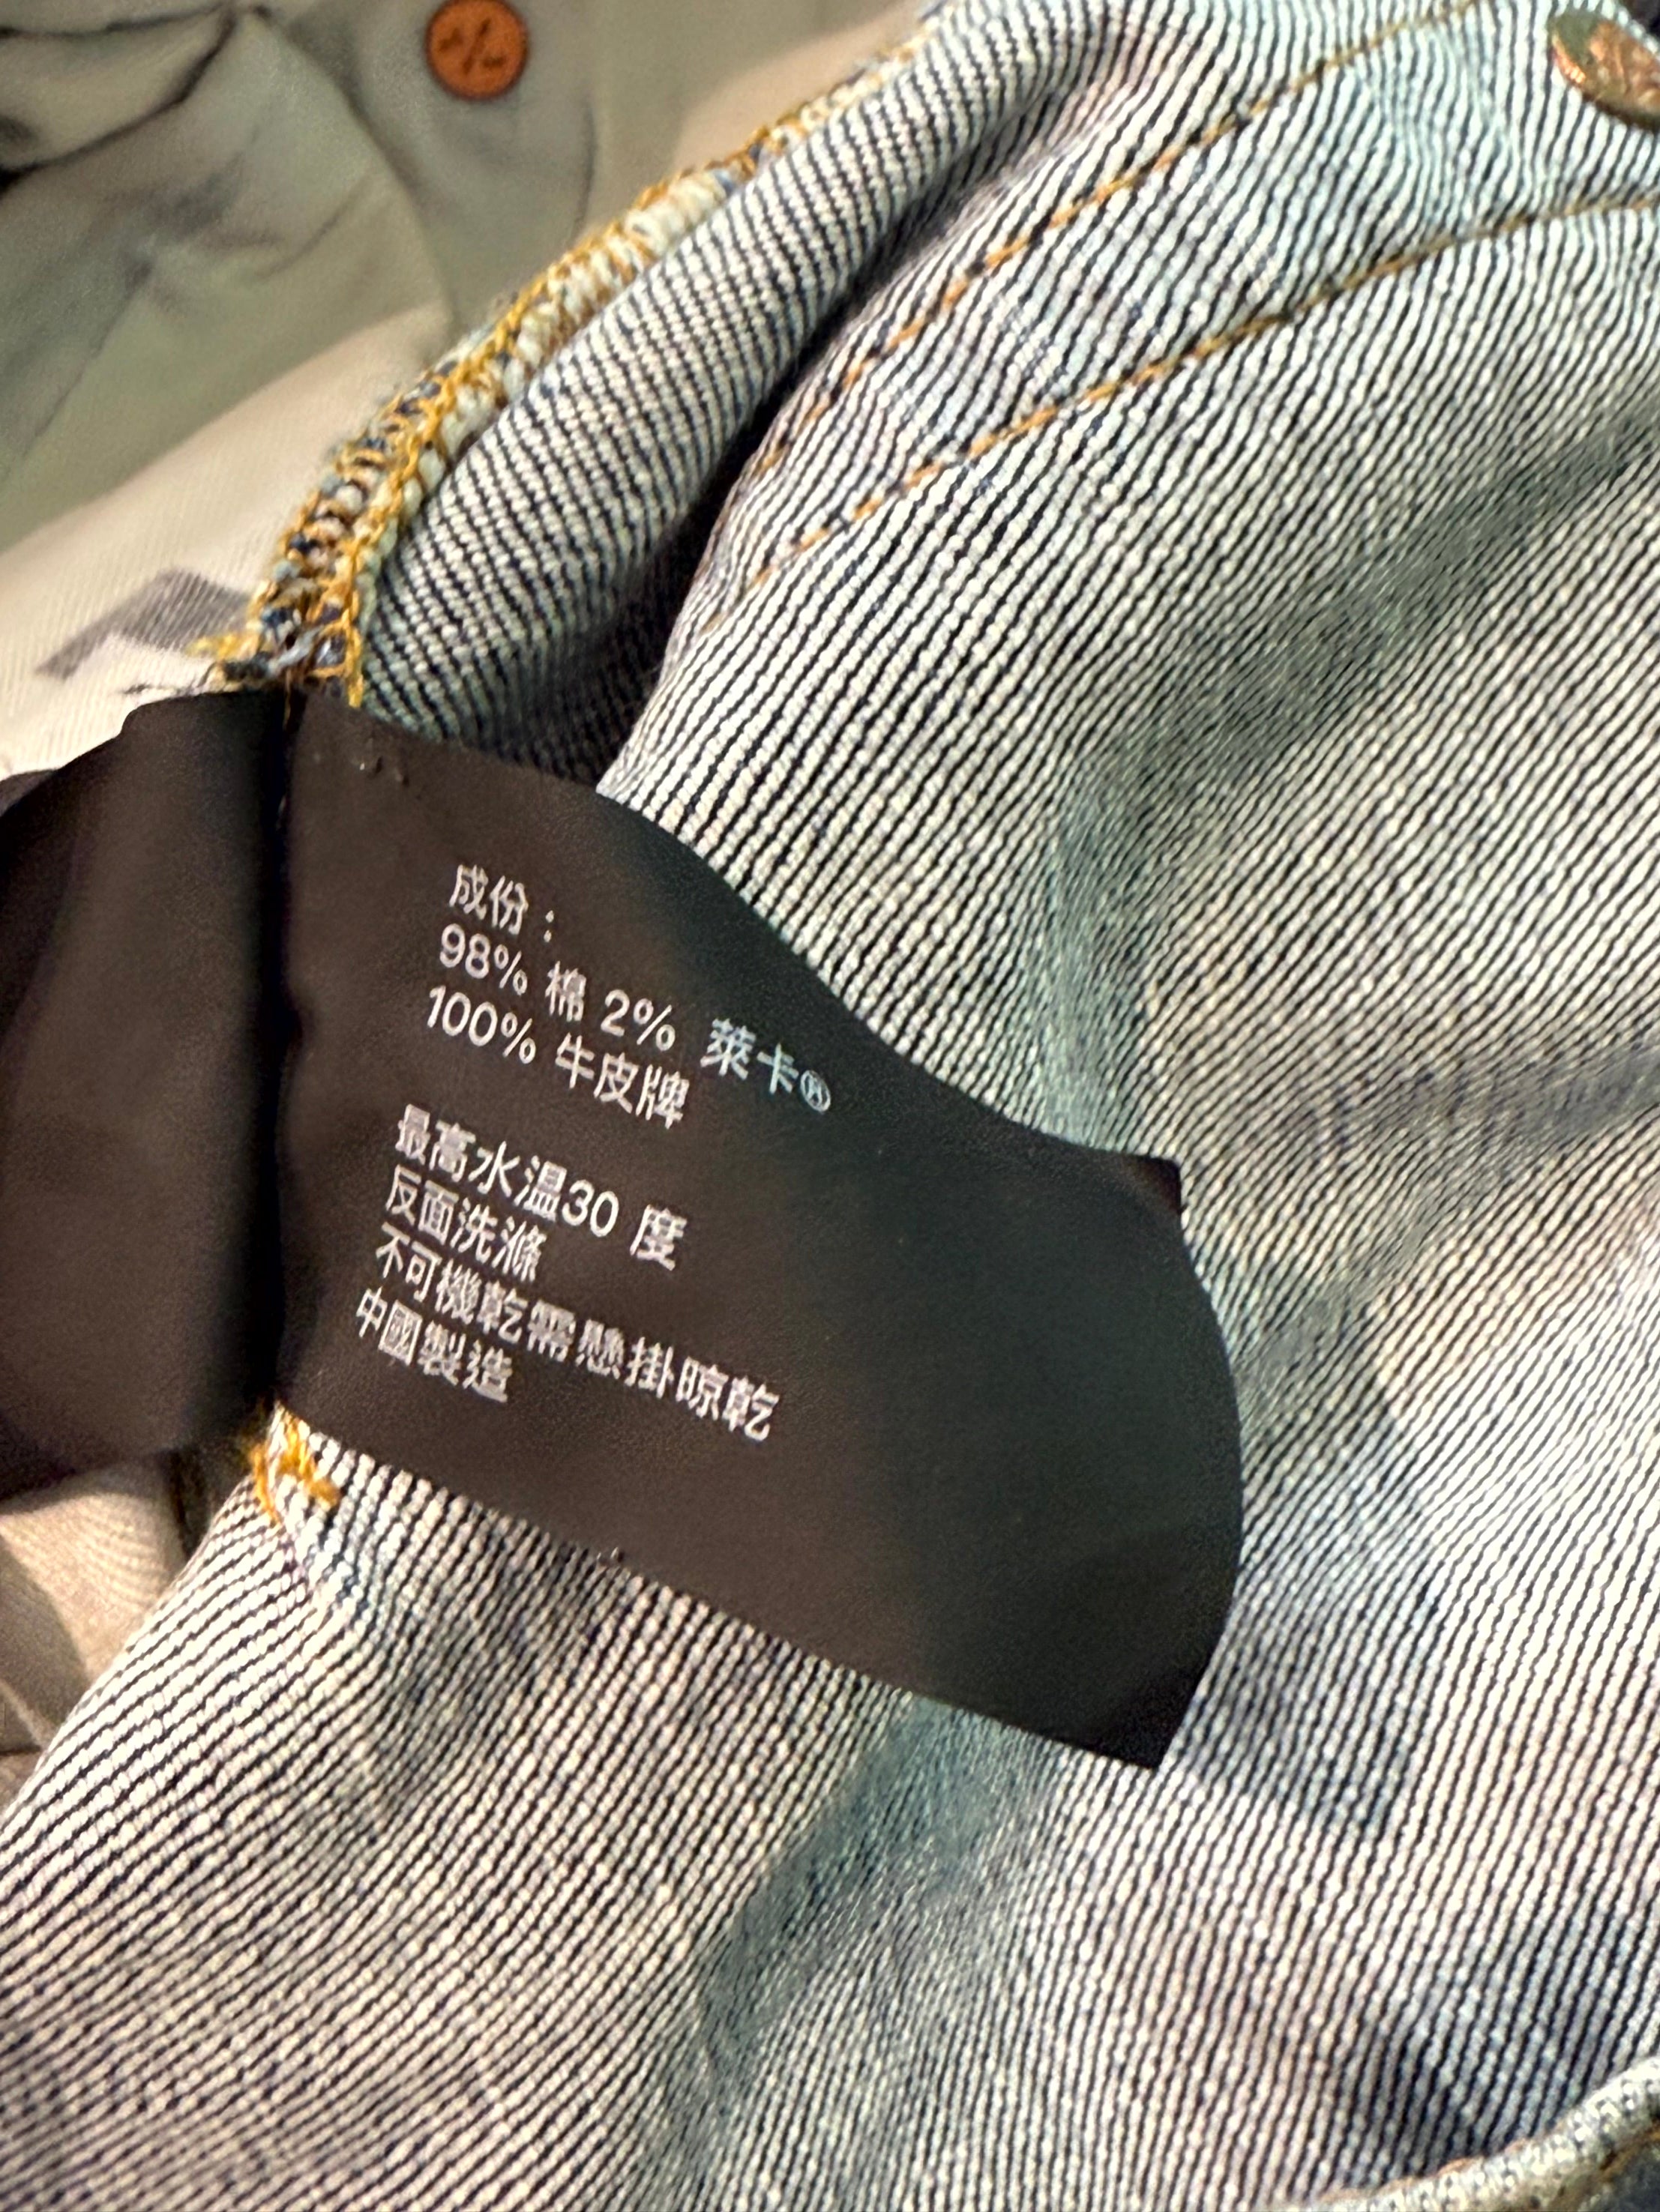 成份：
98% 棉 2% 萊卡®
100% 牛皮牌
最高水温30 度
反面洗滌
不可機乾需懸掛晾乾
中國製造